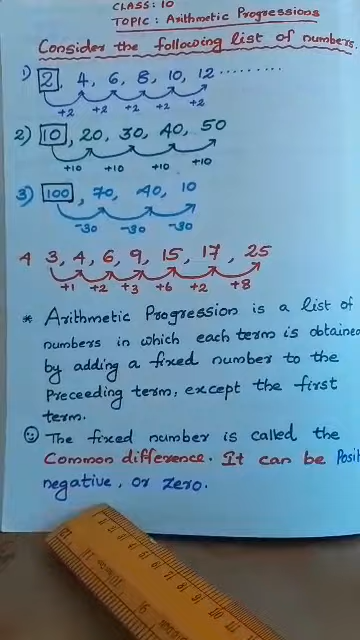 CLASS: 10
TOPIC: Arithmetic Progressions
Consider the following list of numbers.
1) 2, 4, 6, 8, 10, 12 .........
+2 +2 +2 +2 +2
2) 10, 20, 30, 40, 50
+10 +10 +10 +10
3) 100, 70, 40, 10
-30 -30 -30
4 3, 4, 6, 9, 15, 17, 25
+1 +2 +3 +6 +2 +8
* Arithmetic Progression is a list of
numbers in which each term is obtained
by adding a fixed number to the
Preceeding term, except the first
term.
The fixed number is called the
Common difference. It can be Posit
negative, or zero.